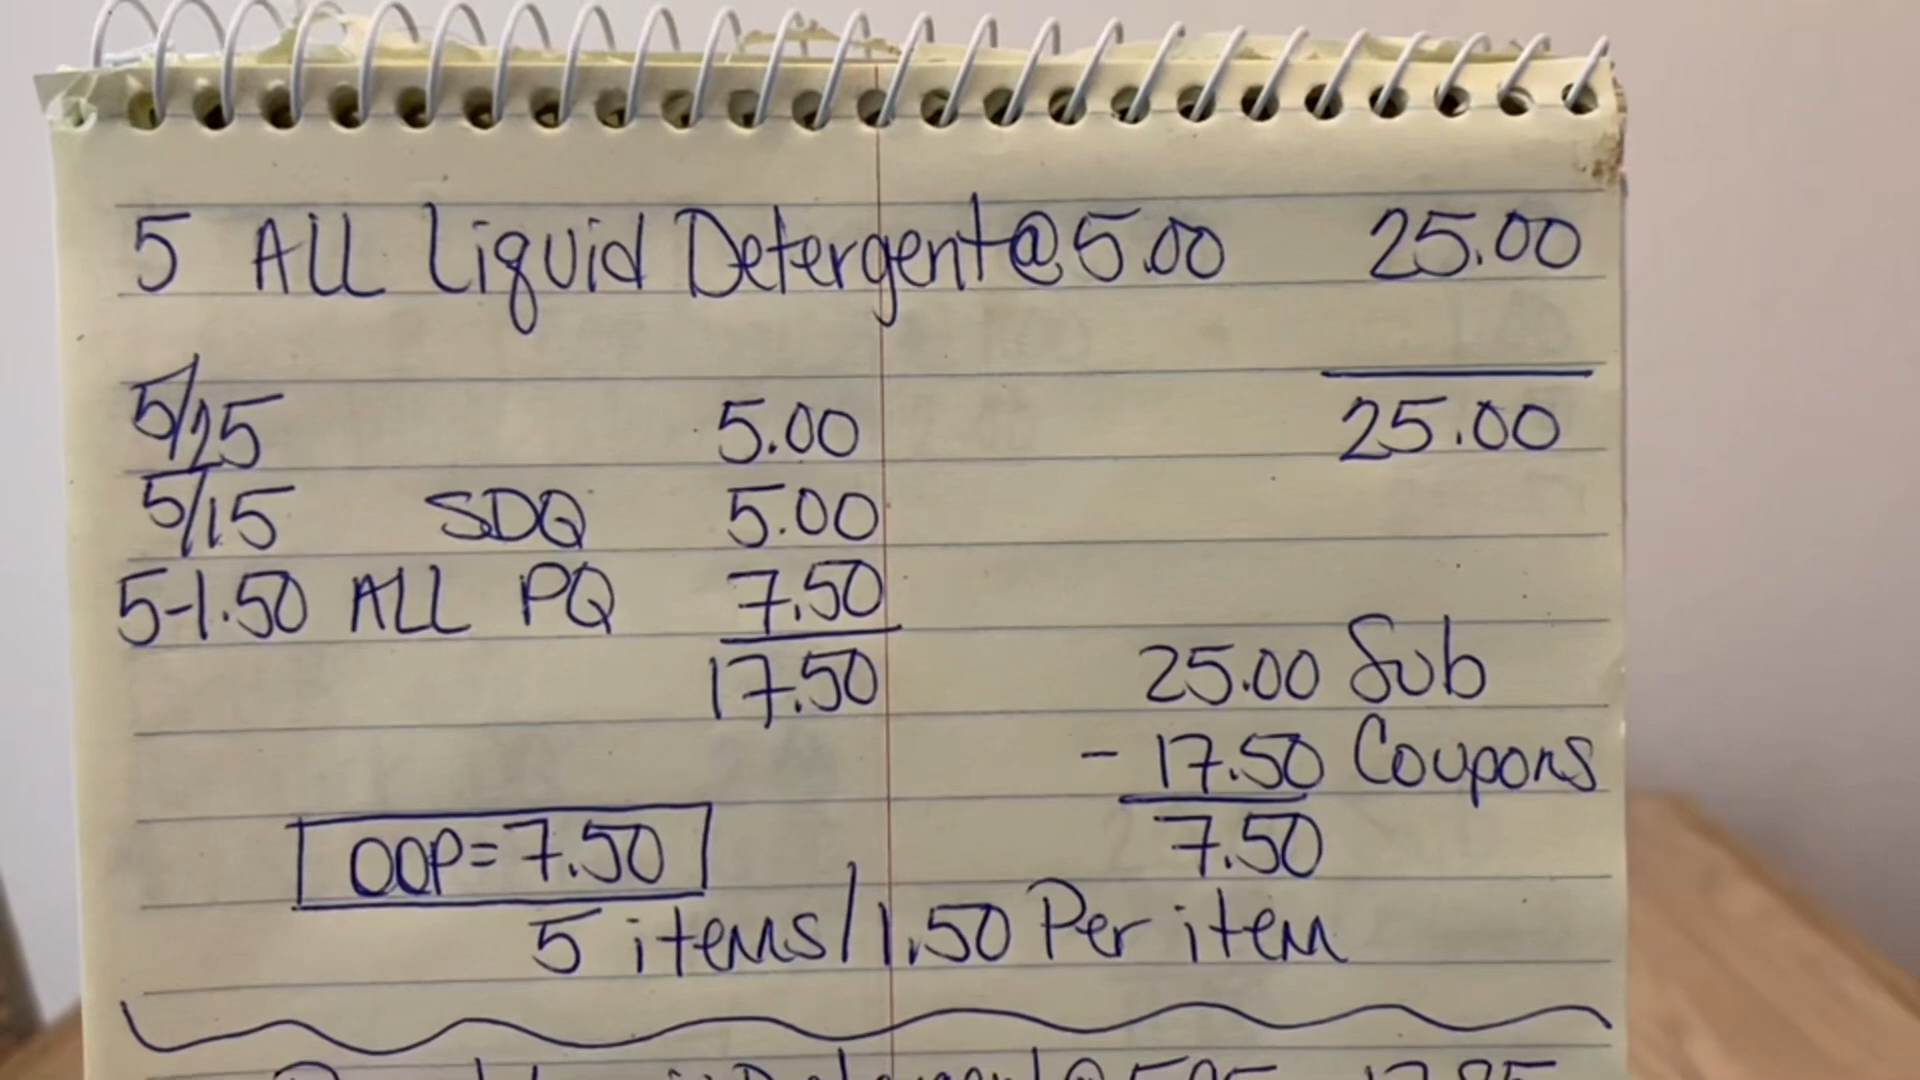 5 ALL Liquid Detergent @ 5.00 25.00
5/25 5.00 25.00
5/15 SDQ 5.00
5-1.50 ALL PQ 7.50
17.50
25.00 Sub
- 17.50 Coupons
7.50
OOP = 7.50
5 items/1.50 Per item